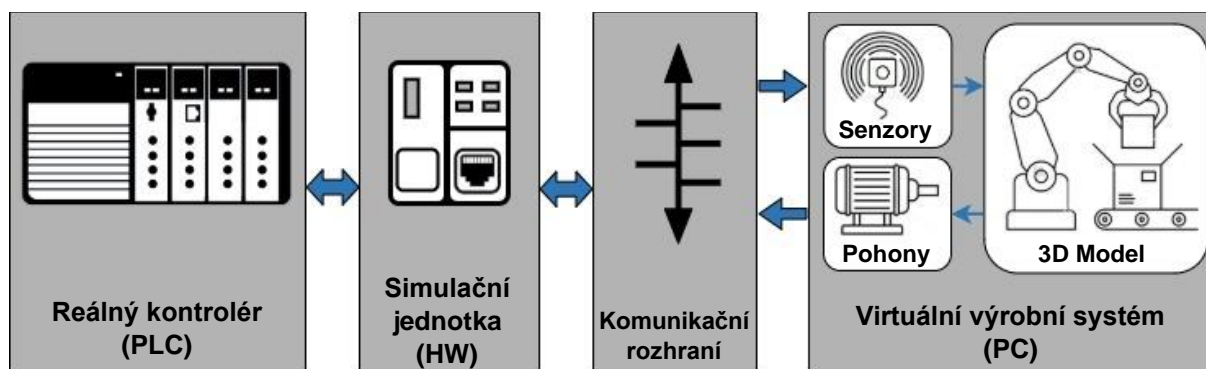 Reálný kontrolér
(PLC)
Simulační
jednotka
(HW)
Komunikační
rozhraní
Senzory
Pohony
3D Model
Virtuální výrobní systém
(PC)